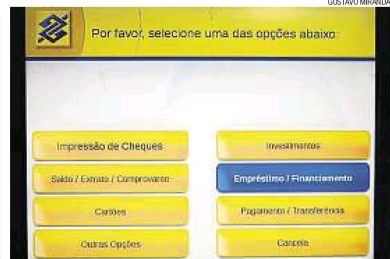 GUSTAVO MIRANDA
Por favor, selecione uma das opções abaixo:
Impressão de Cheques
Investimentos
Saldo / Extrato / Comprovante
Empréstimo / Financiamento
Cartões
Pagamento / Transferência
Outras Opções
Cancela